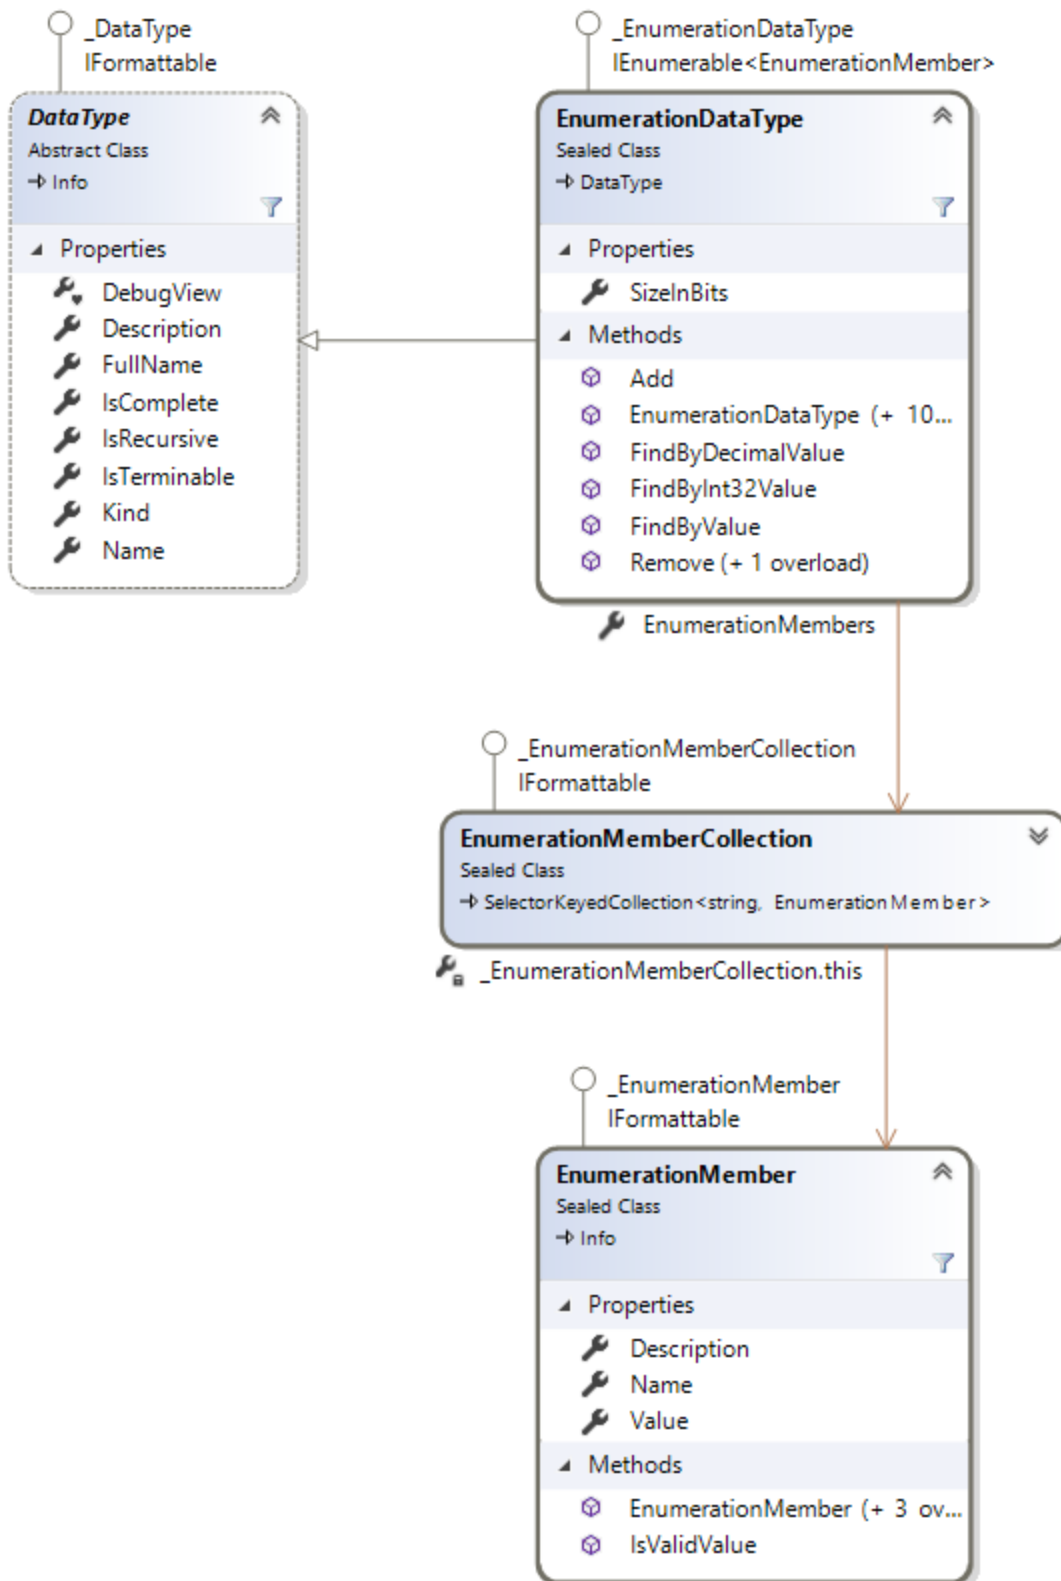 _DataType
IFormattable
DataType
Abstract Class
Info
Properties
DebugView
Description
FullName
IsComplete
IsRecursive
IsTerminable
Kind
Name
_EnumerationDataType
IEnumerable<EnumerationMember>
EnumerationDataType
Sealed Class
DataType
Properties
SizeInBits
Methods
Add
EnumerationDataType (+ 10...
FindByDecimalValue
FindByInt32Value
FindByValue
Remove (+ 1 overload)
EnumerationMembers
_EnumerationMemberCollection
IFormattable
EnumerationMemberCollection
Sealed Class
SelectorKeyedCollection<string, EnumerationMember>
_EnumerationMemberCollection.this
_EnumerationMember
IFormattable
EnumerationMember
Sealed Class
Info
Properties
Description
Name
Value
Methods
EnumerationMember (+ 3 ov...
IsValidValue